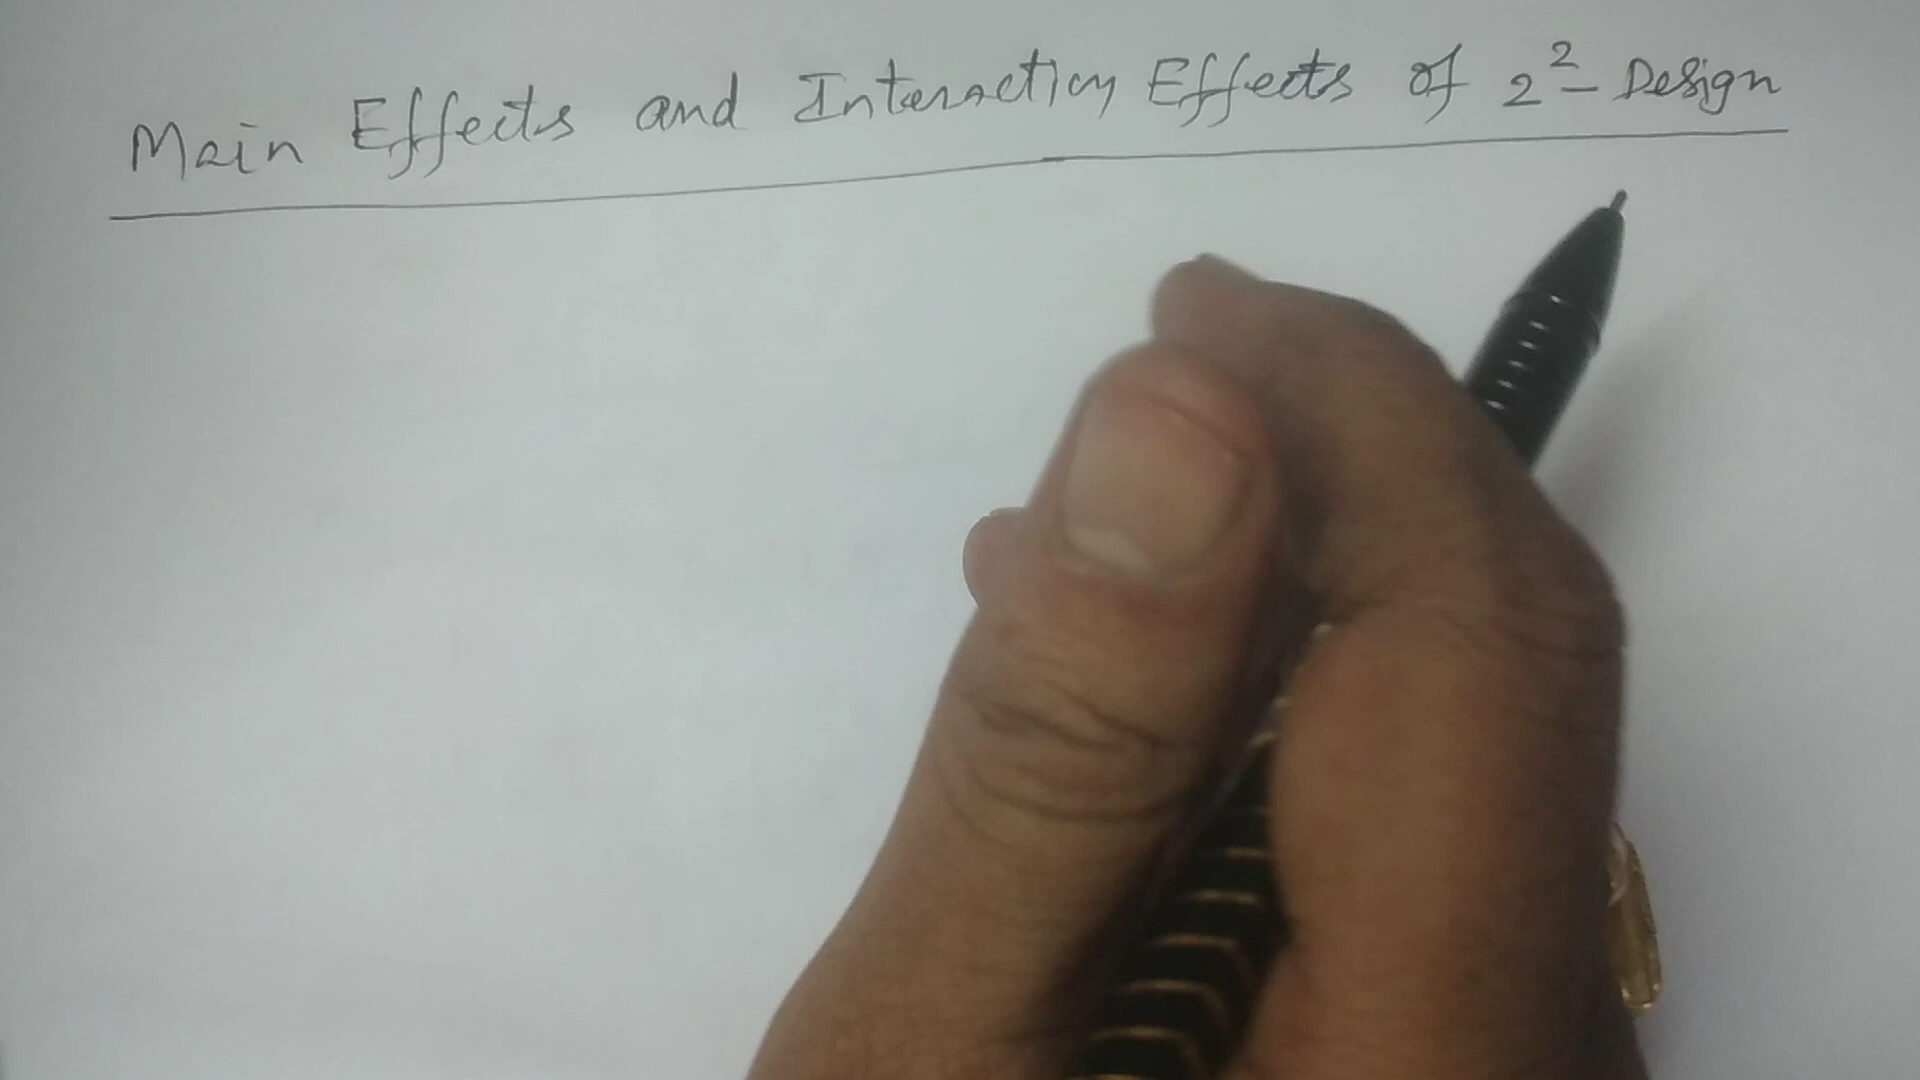 Main Effects and Interaction Effects of 2² - Design